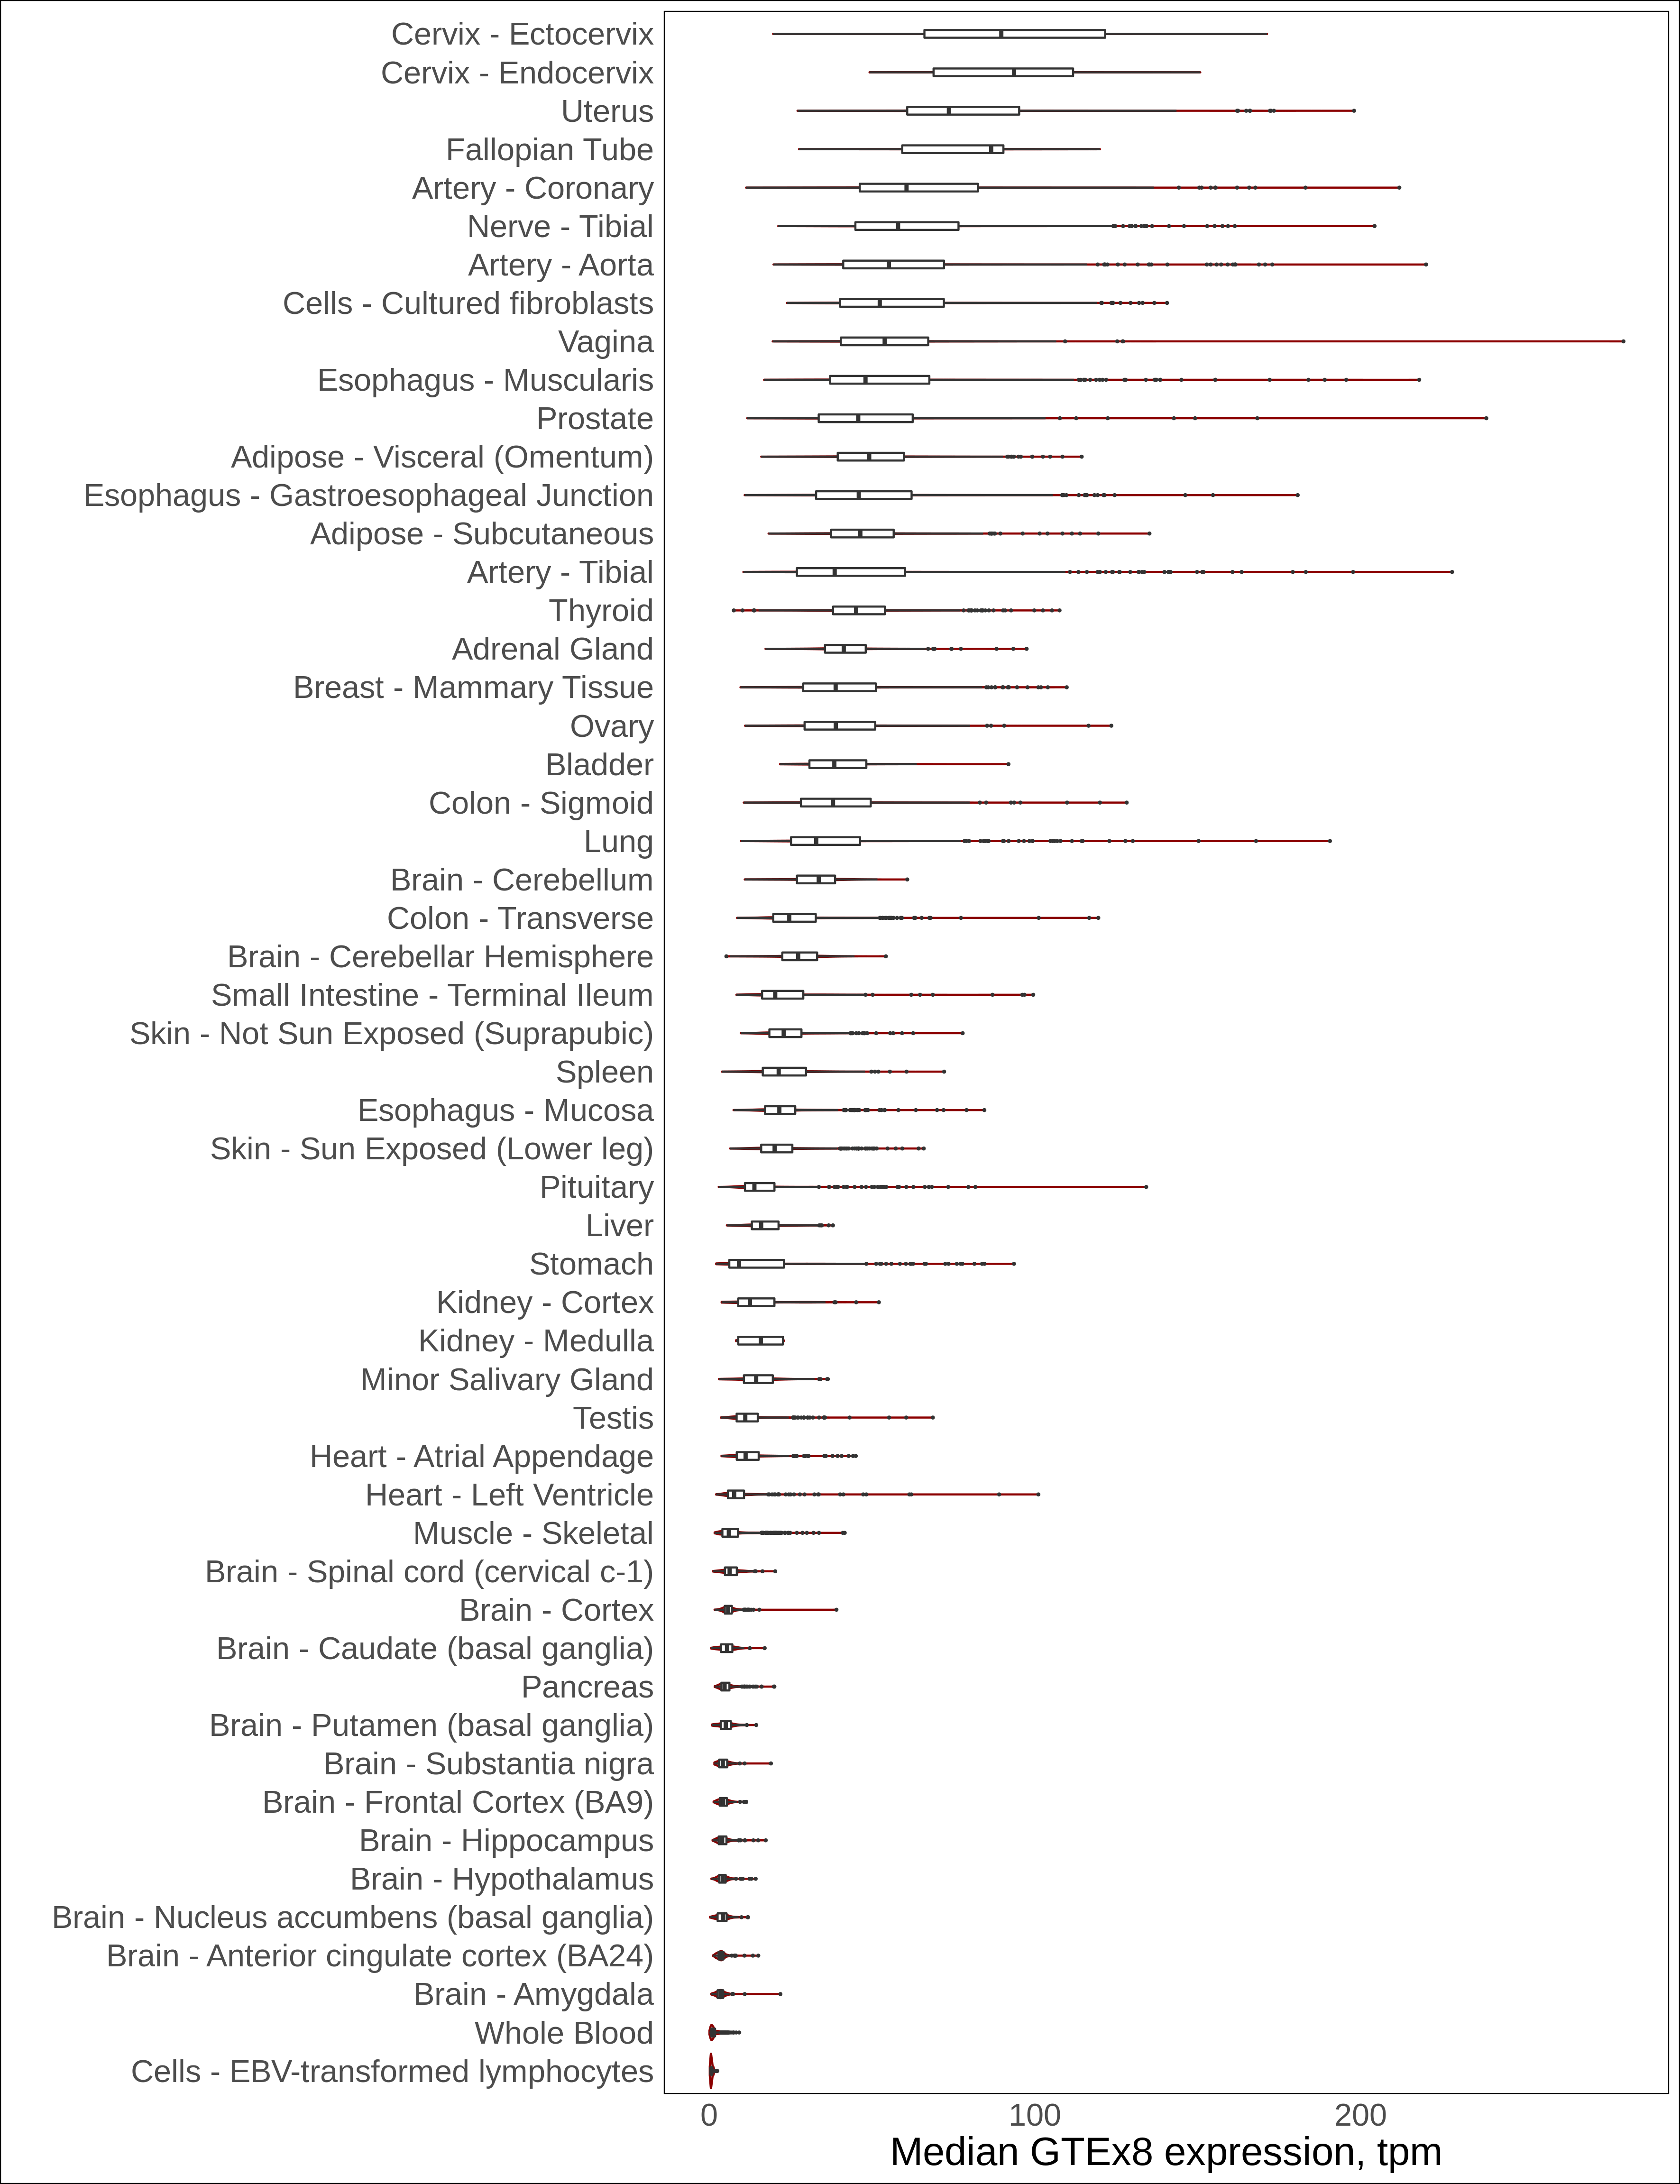 Cervix - Ectocervix
Cervix - Endocervix
Uterus
Fallopian Tube
Artery - Coronary
Nerve - Tibial
Artery - Aorta
Cells - Cultured fibroblasts
Vagina
Esophagus - Muscularis
Prostate
Adipose - Visceral (Omentum)
Esophagus - Gastroesophageal Junction
Adipose - Subcutaneous
Artery - Tibial
Thyroid
Adrenal Gland
Breast - Mammary Tissue
Ovary
Bladder
Colon - Sigmoid
Lung
Brain - Cerebellum
Colon - Transverse
Brain - Cerebellar Hemisphere
Small Intestine - Terminal Ileum
Skin - Not Sun Exposed (Suprapubic)
Spleen
Esophagus - Mucosa
Skin - Sun Exposed (Lower leg)
Pituitary
Liver
Stomach
Kidney - Cortex
Kidney - Medulla
Minor Salivary Gland
Testis
Heart - Atrial Appendage
Heart - Left Ventricle
Muscle - Skeletal
Brain - Spinal cord (cervical c-1)
Brain - Cortex
Brain - Caudate (basal ganglia)
Pancreas
Brain - Putamen (basal ganglia)
Brain - Substantia nigra
Brain - Frontal Cortex (BA9)
Brain - Hippocampus
Brain - Hypothalamus
Brain - Nucleus accumbens (basal ganglia)
Brain - Anterior cingulate cortex (BA24)
Brain - Amygdala
Whole Blood
Cells - EBV-transformed lymphocytes
0 100 200
Median GTEx8 expression, tpm